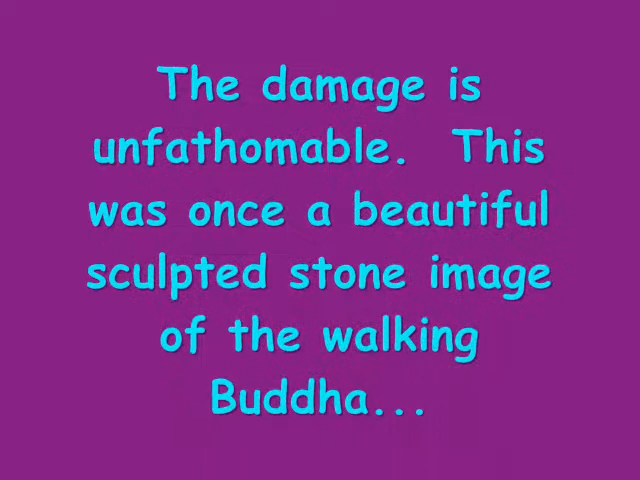 The damage is
unfathomable.  This
was once a beautiful
sculpted stone image
of the walking
Buddha...